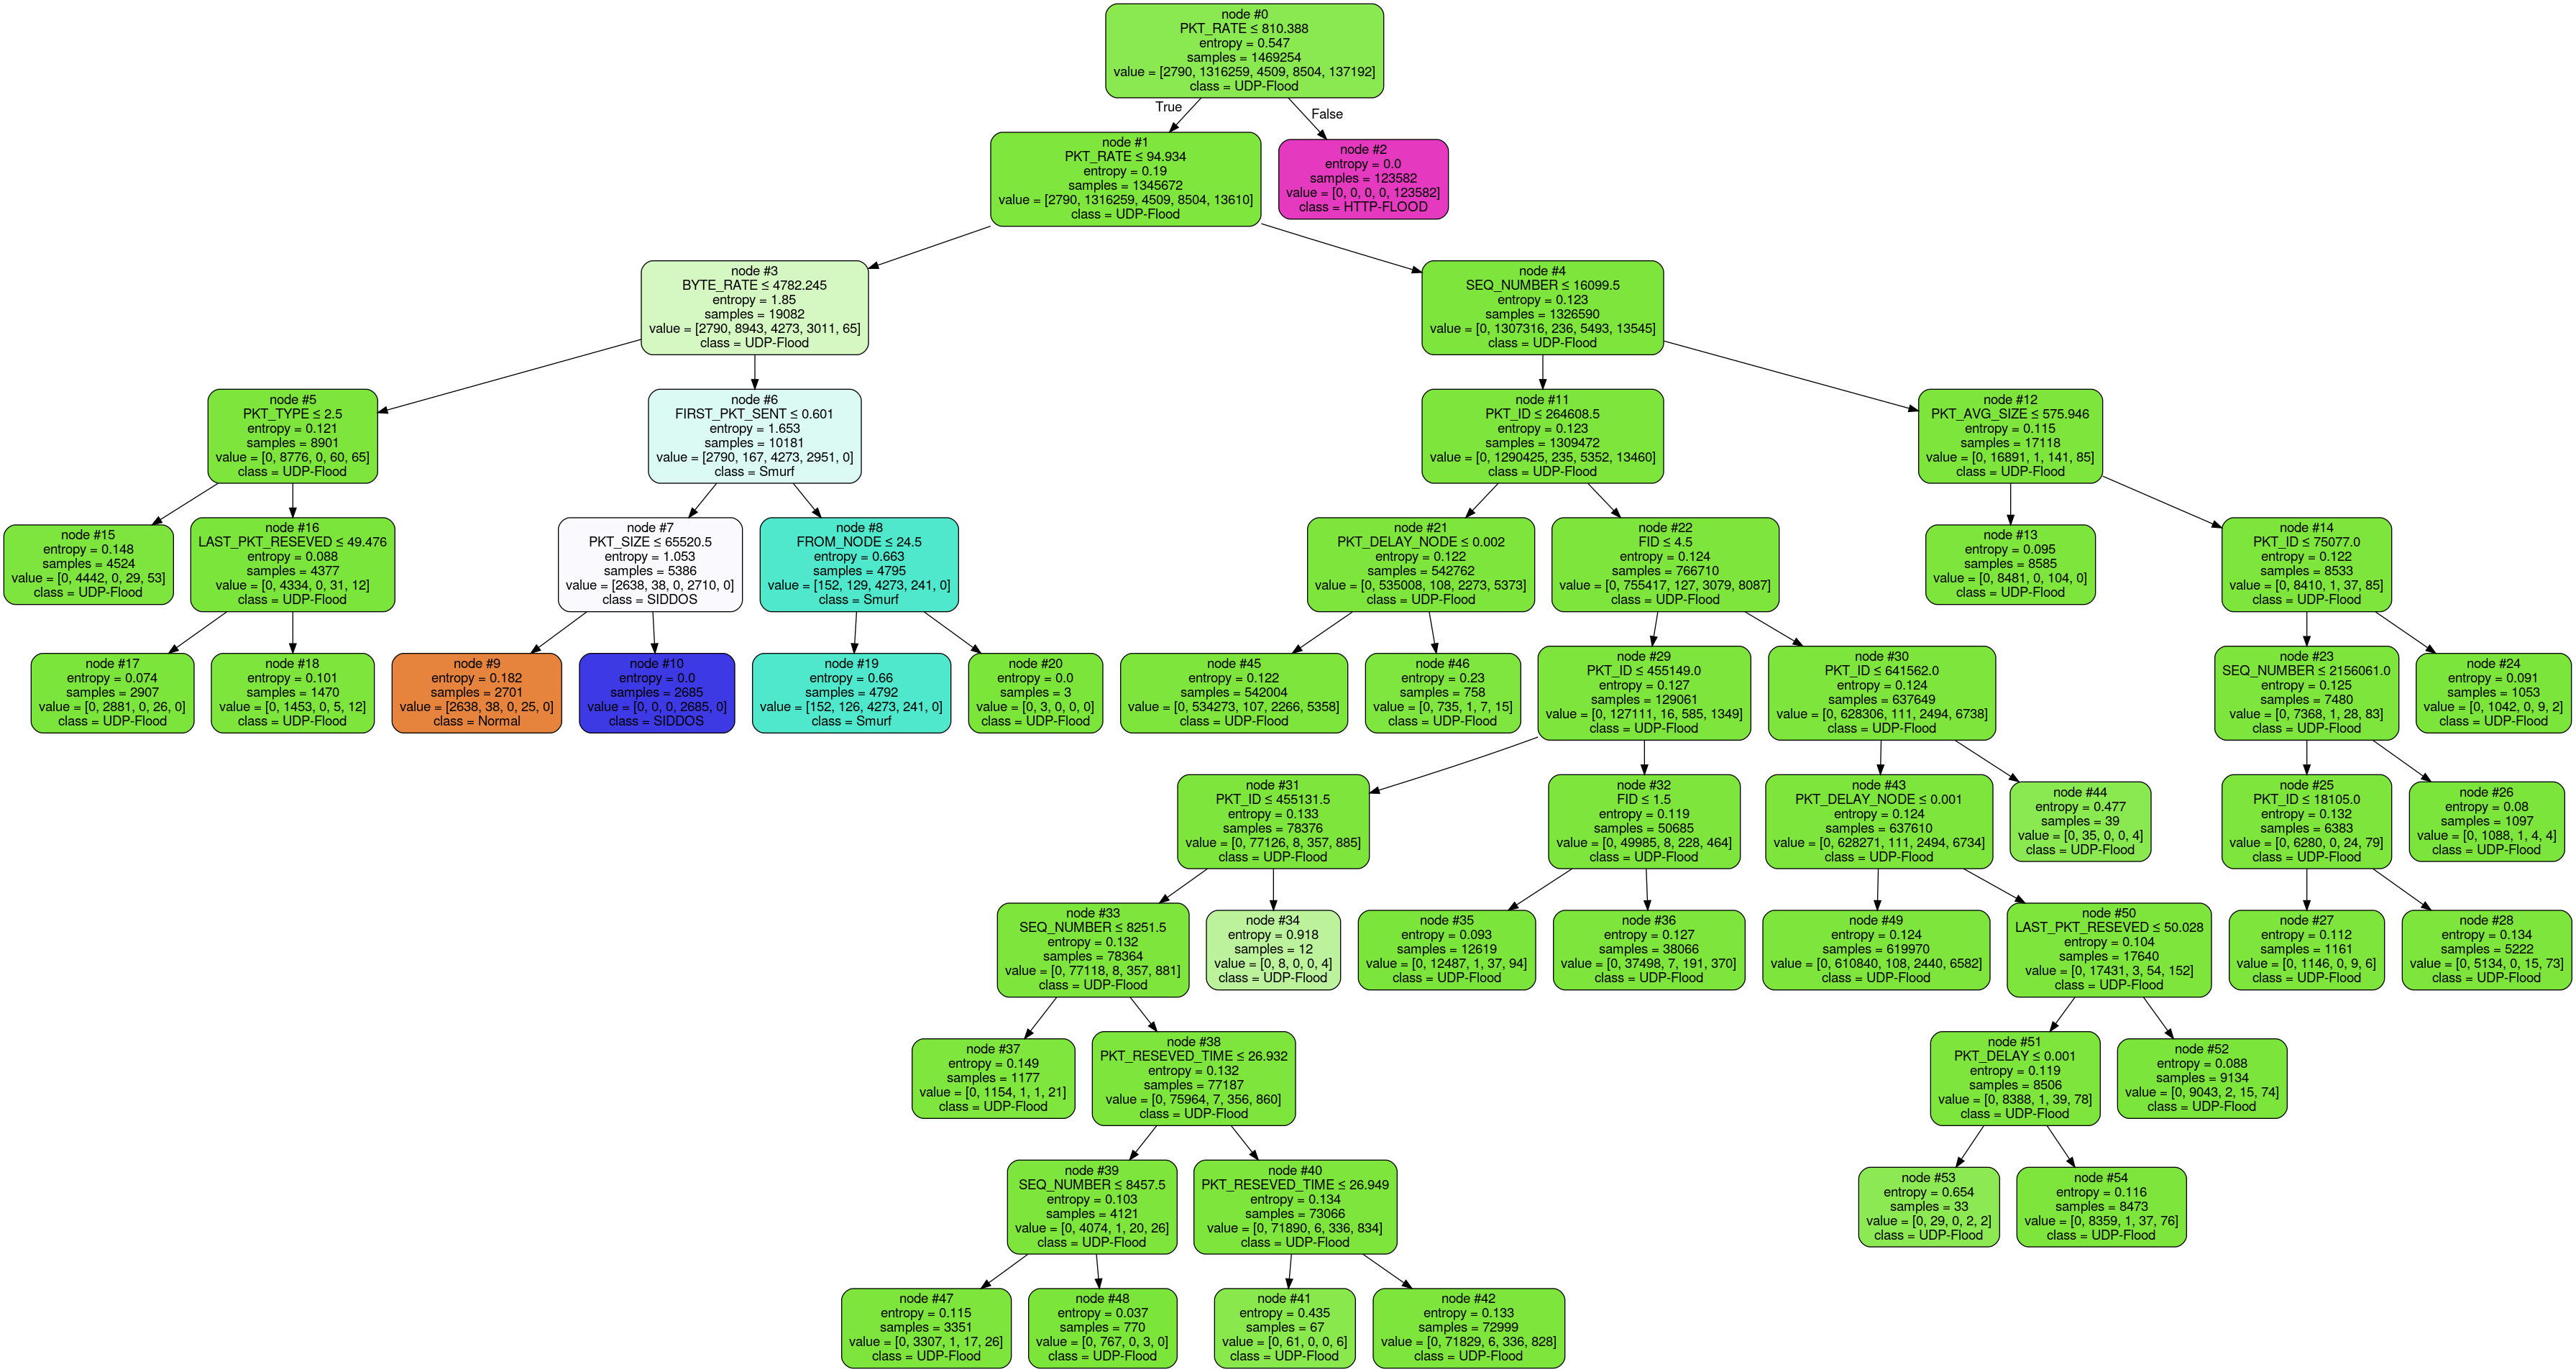 node #0
PKT_RATE ≤ 810.388
entropy = 0.547
samples = 1469254
value = [2790, 1316259, 4509, 8504, 137192]
class = UDP-Flood
True
False
node #1
PKT_RATE ≤ 94.934
entropy = 0.19
samples = 1345672
value = [2790, 1316259, 4509, 8504, 13610]
class = UDP-Flood
node #2
entropy = 0.0
samples = 123582
value = [0, 0, 0, 0, 123582]
class = HTTP-FLOOD
node #3
BYTE_RATE ≤ 4782.245
entropy = 1.85
samples = 19082
value = [2790, 8943, 4273, 3011, 65]
class = UDP-Flood
node #4
SEQ_NUMBER ≤ 16099.5
entropy = 0.123
samples = 1326590
value = [0, 1307316, 236, 5493, 13545]
class = UDP-Flood
node #5
PKT_TYPE ≤ 2.5
entropy = 0.121
samples = 8901
value = [0, 8776, 0, 60, 65]
class = UDP-Flood
node #6
FIRST_PKT_SENT ≤ 0.601
entropy = 1.653
samples = 10181
value = [2790, 167, 4273, 2951, 0]
class = Smurf
node #11
PKT_ID ≤ 264608.5
entropy = 0.123
samples = 1309472
value = [0, 1290425, 235, 5352, 13460]
class = UDP-Flood
node #12
PKT_AVG_SIZE ≤ 575.946
entropy = 0.115
samples = 17118
value = [0, 16891, 1, 141, 85]
class = UDP-Flood
node #15
entropy = 0.148
samples = 4524
value = [0, 4442, 0, 29, 53]
class = UDP-Flood
node #16
LAST_PKT_RESEVED ≤ 49.476
entropy = 0.088
samples = 4377
value = [0, 4334, 0, 31, 12]
class = UDP-Flood
node #7
PKT_SIZE ≤ 65520.5
entropy = 1.053
samples = 5386
value = [2638, 38, 0, 2710, 0]
class = SIDDOS
node #8
FROM_NODE ≤ 24.5
entropy = 0.663
samples = 4795
value = [152, 129, 4273, 241, 0]
class = Smurf
node #21
PKT_DELAY_NODE ≤ 0.002
entropy = 0.122
samples = 542762
value = [0, 535008, 108, 2273, 5373]
class = UDP-Flood
node #22
FID ≤ 4.5
entropy = 0.124
samples = 766710
value = [0, 755417, 127, 3079, 8087]
class = UDP-Flood
node #13
entropy = 0.095
samples = 8585
value = [0, 8481, 0, 104, 0]
class = UDP-Flood
node #14
PKT_ID ≤ 75077.0
entropy = 0.122
samples = 8533
value = [0, 8410, 1, 37, 85]
class = UDP-Flood
node #17
entropy = 0.074
samples = 2907
value = [0, 2881, 0, 26, 0]
class = UDP-Flood
node #18
entropy = 0.101
samples = 1470
value = [0, 1453, 0, 5, 12]
class = UDP-Flood
node #9
entropy = 0.182
samples = 2701
value = [2638, 38, 0, 25, 0]
class = Normal
node #10
entropy = 0.0
samples = 2685
value = [0, 0, 0, 2685, 0]
class = SIDDOS
node #19
entropy = 0.66
samples = 4792
value = [152, 126, 4273, 241, 0]
class = Smurf
node #20
entropy = 0.0
samples = 3
value = [0, 3, 0, 0, 0]
class = UDP-Flood
node #45
entropy = 0.122
samples = 542004
value = [0, 534273, 107, 2266, 5358]
class = UDP-Flood
node #46
entropy = 0.23
samples = 758
value = [0, 735, 1, 7, 15]
class = UDP-Flood
node #29
PKT_ID ≤ 455149.0
entropy = 0.127
samples = 129061
value = [0, 127111, 16, 585, 1349]
class = UDP-Flood
node #30
PKT_ID ≤ 641562.0
entropy = 0.124
samples = 637649
value = [0, 628306, 111, 2494, 6738]
class = UDP-Flood
node #23
SEQ_NUMBER ≤ 2156061.0
entropy = 0.125
samples = 7480
value = [0, 7368, 1, 28, 83]
class = UDP-Flood
node #24
entropy = 0.091
samples = 1053
value = [0, 1042, 0, 9, 2]
class = UDP-Flood
node #31
PKT_ID ≤ 455131.5
entropy = 0.133
samples = 78376
value = [0, 77126, 8, 357, 885]
class = UDP-Flood
node #32
FID ≤ 1.5
entropy = 0.119
samples = 50685
value = [0, 49985, 8, 228, 464]
class = UDP-Flood
node #43
PKT_DELAY_NODE ≤ 0.001
entropy = 0.124
samples = 637610
value = [0, 628271, 111, 2494, 6734]
class = UDP-Flood
node #44
entropy = 0.477
samples = 39
value = [0, 35, 0, 0, 4]
class = UDP-Flood
node #25
PKT_ID ≤ 18105.0
entropy = 0.132
samples = 6383
value = [0, 6280, 0, 24, 79]
class = UDP-Flood
node #26
entropy = 0.08
samples = 1097
value = [0, 1088, 1, 4, 4]
class = UDP-Flood
node #33
SEQ_NUMBER ≤ 8251.5
entropy = 0.132
samples = 78364
value = [0, 77118, 8, 357, 881]
class = UDP-Flood
node #34
entropy = 0.918
samples = 12
value = [0, 8, 0, 0, 4]
class = UDP-Flood
node #35
entropy = 0.093
samples = 12619
value = [0, 12487, 1, 37, 94]
class = UDP-Flood
node #36
entropy = 0.127
samples = 38066
value = [0, 37498, 7, 191, 370]
class = UDP-Flood
node #49
entropy = 0.124
samples = 619970
value = [0, 610840, 108, 2440, 6582]
class = UDP-Flood
node #50
LAST_PKT_RESEVED ≤ 50.028
entropy = 0.104
samples = 17640
value = [0, 17431, 3, 54, 152]
class = UDP-Flood
node #27
entropy = 0.112
samples = 1161
value = [0, 1146, 0, 9, 6]
class = UDP-Flood
node #28
entropy = 0.134
samples = 5222
value = [0, 5134, 0, 15, 73]
class = UDP-Flood
node #37
entropy = 0.149
samples = 1177
value = [0, 1154, 1, 1, 21]
class = UDP-Flood
node #38
PKT_RESEVED_TIME ≤ 26.932
entropy = 0.132
samples = 77187
value = [0, 75964, 7, 356, 860]
class = UDP-Flood
node #51
PKT_DELAY ≤ 0.001
entropy = 0.119
samples = 8506
value = [0, 8388, 1, 39, 78]
class = UDP-Flood
node #52
entropy = 0.088
samples = 9134
value = [0, 9043, 2, 15, 74]
class = UDP-Flood
node #39
SEQ_NUMBER ≤ 8457.5
entropy = 0.103
samples = 4121
value = [0, 4074, 1, 20, 26]
class = UDP-Flood
node #40
PKT_RESEVED_TIME ≤ 26.949
entropy = 0.134
samples = 73066
value = [0, 71890, 6, 336, 834]
class = UDP-Flood
node #53
entropy = 0.654
samples = 33
value = [0, 29, 0, 2, 2]
class = UDP-Flood
node #54
entropy = 0.116
samples = 8473
value = [0, 8359, 1, 37, 76]
class = UDP-Flood
node #47
entropy = 0.115
samples = 3351
value = [0, 3307, 1, 17, 26]
class = UDP-Flood
node #48
entropy = 0.037
samples = 770
value = [0, 767, 0, 3, 0]
class = UDP-Flood
node #41
entropy = 0.435
samples = 67
value = [0, 61, 0, 0, 6]
class = UDP-Flood
node #42
entropy = 0.133
samples = 72999
value = [0, 71829, 6, 336, 828]
class = UDP-Flood